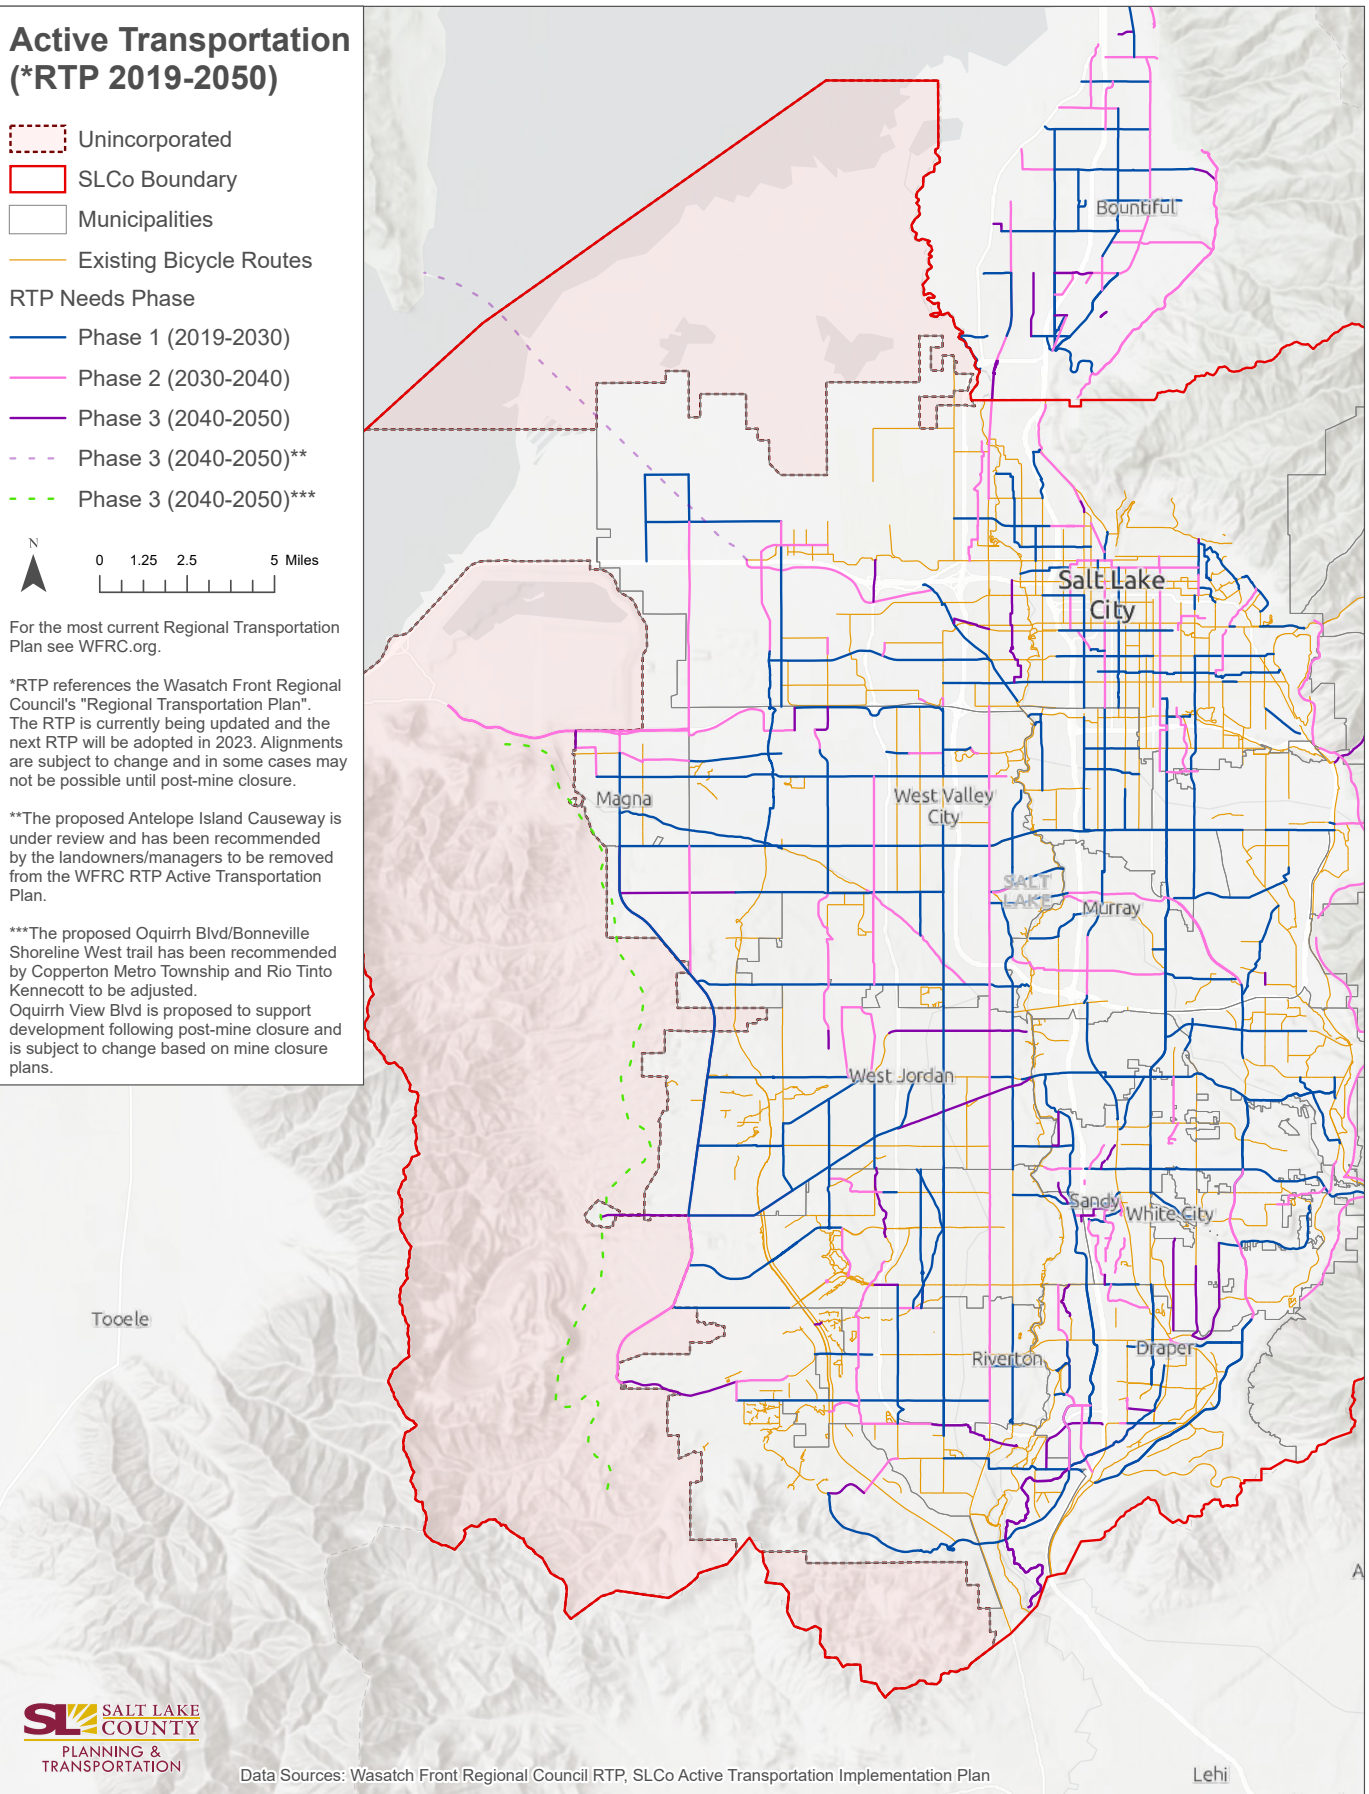 Active Transportation
(*RTP 2019-2050)
Unincorporated
SLCo Boundary
Municipalities
Existing Bicycle Routes
RTP Needs Phase
Phase 1 (2019-2030)
Phase 2 (2030-2040)
Phase 3 (2040-2050)
Phase 3 (2040-2050)**
Phase 3 (2040-2050)***
N
0 1.25 2.5 5 Miles
For the most current Regional Transportation
Plan see WFRC.org.
*RTP references the Wasatch Front Regional
Council's "Regional Transportation Plan".
The RTP is currently being updated and the
next RTP will be adopted in 2023. Alignments
are subject to change and in some cases may
not be possible until post-mine closure.
**The proposed Antelope Island Causeway is
under review and has been recommended
by the landowners/managers to be removed
from the WFRC RTP Active Transportation
Plan.
***The proposed Oquirrh Blvd/Bonneville
Shoreline West trail has been recommended
by Copperton Metro Township and Rio Tinto
Kennecott to be adjusted.
Oquirrh View Blvd is proposed to support
development following post-mine closure and
is subject to change based on mine closure
plans.
Bountiful
Salt Lake
City
Magna
West Valley
City
SALT
LAKE
Murray
West Jordan
Sandy
White City
Tooele
Riverton
Draper
A
Lehi
SL SALT LAKE
COUNTY
PLANNING &
TRANSPORTATION
Data Sources: Wasatch Front Regional Council RTP, SLCo Active Transportation Implementation Plan